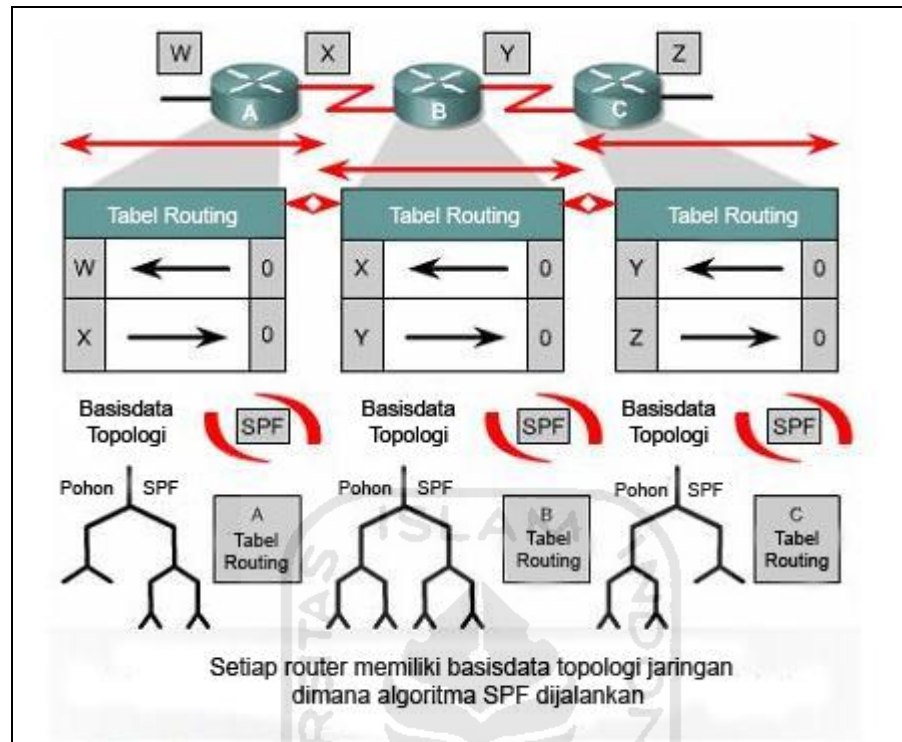 W X Y Z
A B C
Tabel Routing Tabel Routing Tabel Routing
W 0 X 0 Y 0
X 0 Y 0 Z 0
Basisdata SPF Basisdata SPF Basisdata SPF
Topologi Topologi Topologi
Pohon SPF Pohon SPF Pohon SPF
A B C
Tabel Tabel Tabel
Routing Routing Routing
ISLAM
Setiap router memiliki basisdata topologi jaringan
dimana algoritma SPF dijalankan